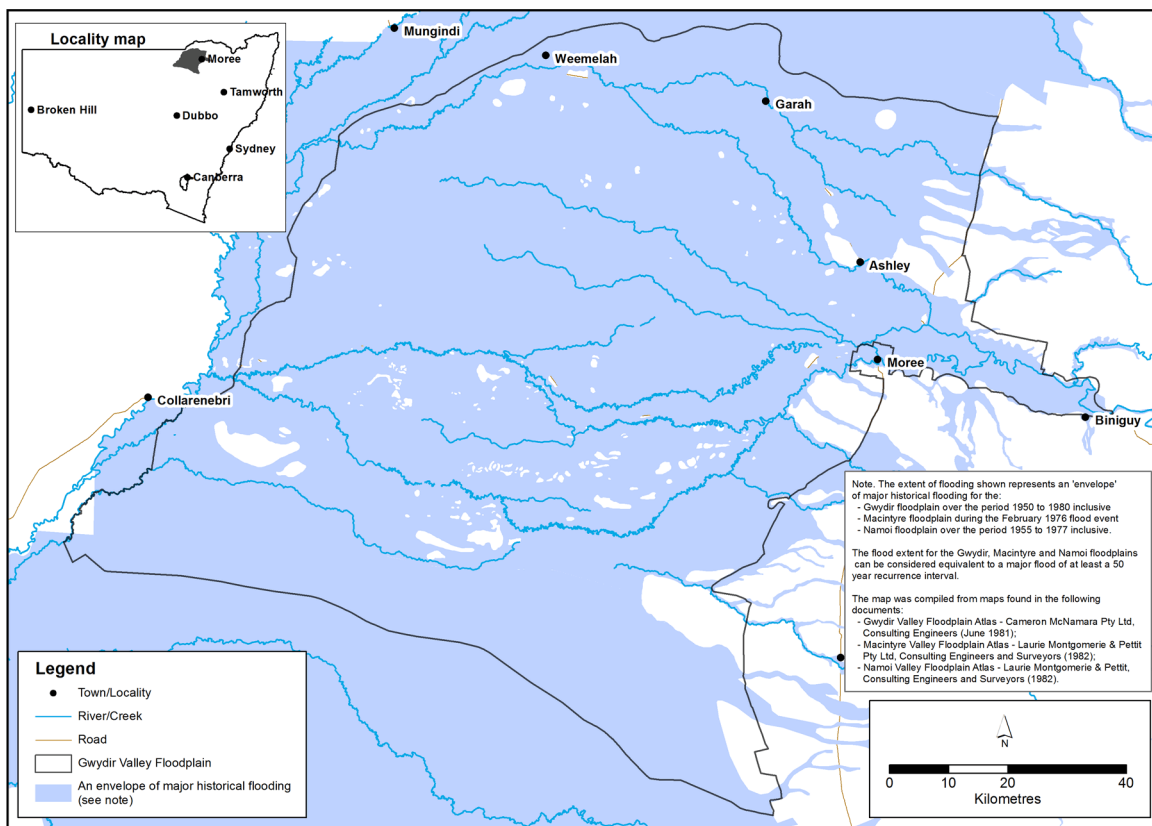 Locality map
Moree
Tamworth
Broken Hill
Dubbo
Sydney
Canberra
Mungindi
Weemelah
Garah
Ashley
Moree
Collarenebri
Biniguy
Note. The extent of flooding shown represents an 'envelope'
of major historical flooding for the:
- Gwydir floodplain over the period 1950 to 1980 inclusive
- Macintyre floodplain during the February 1976 flood event
- Namoi floodplain over the period 1955 to 1977 inclusive.
The flood extent for the Gwydir, Macintyre and Namoi floodplains
can be considered equivalent to a major flood of at least a 50
year recurrence interval.
The map was compiled from maps found in the following
documents:
- Gwydir Valley Floodplain Atlas - Cameron McNamara Pty Ltd,
Consulting Engineers (June 1981);
- Macintyre Valley Floodplain Atlas - Laurie Montgomerie & Pettit
Pty Ltd, Consulting Engineers and Surveyors (1982);
- Namoi Valley Floodplain Atlas - Laurie Montgomerie & Pettit,
Consulting Engineers and Surveyors (1982).
Legend
Town/Locality
River/Creek
Road
Gwydir Valley Floodplain
An envelope of major historical flooding
(see note)
N
0 10 20 40
Kilometres